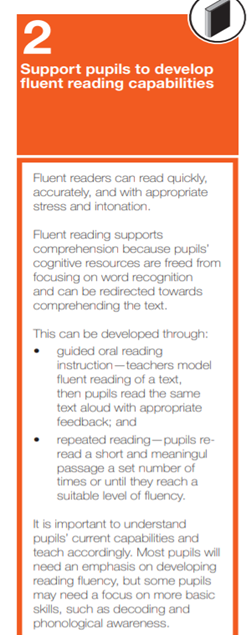 2
Support pupils to develop
fluent reading capabilities
Fluent readers can read quickly,
accurately, and with appropriate
stress and intonation.
Fluent reading supports
comprehension because pupils’
cognitive resources are freed from
focusing on word recognition
and can be redirected towards
comprehending the text.
This can be developed through:
• guided oral reading
instruction—teachers model
fluent reading of a text,
then pupils read the same
text aloud with appropriate
feedback; and
• repeated reading—pupils re-
read a short and meaningul
passage a set number of
times or until they reach a
suitable level of fluency.
It is important to understand
pupils’ current capabilities and
teach accordingly. Most pupils will
need an emphasis on developing
reading fluency, but some pupils
may need a focus on more basic
skills, such as decoding and
phonological awareness.